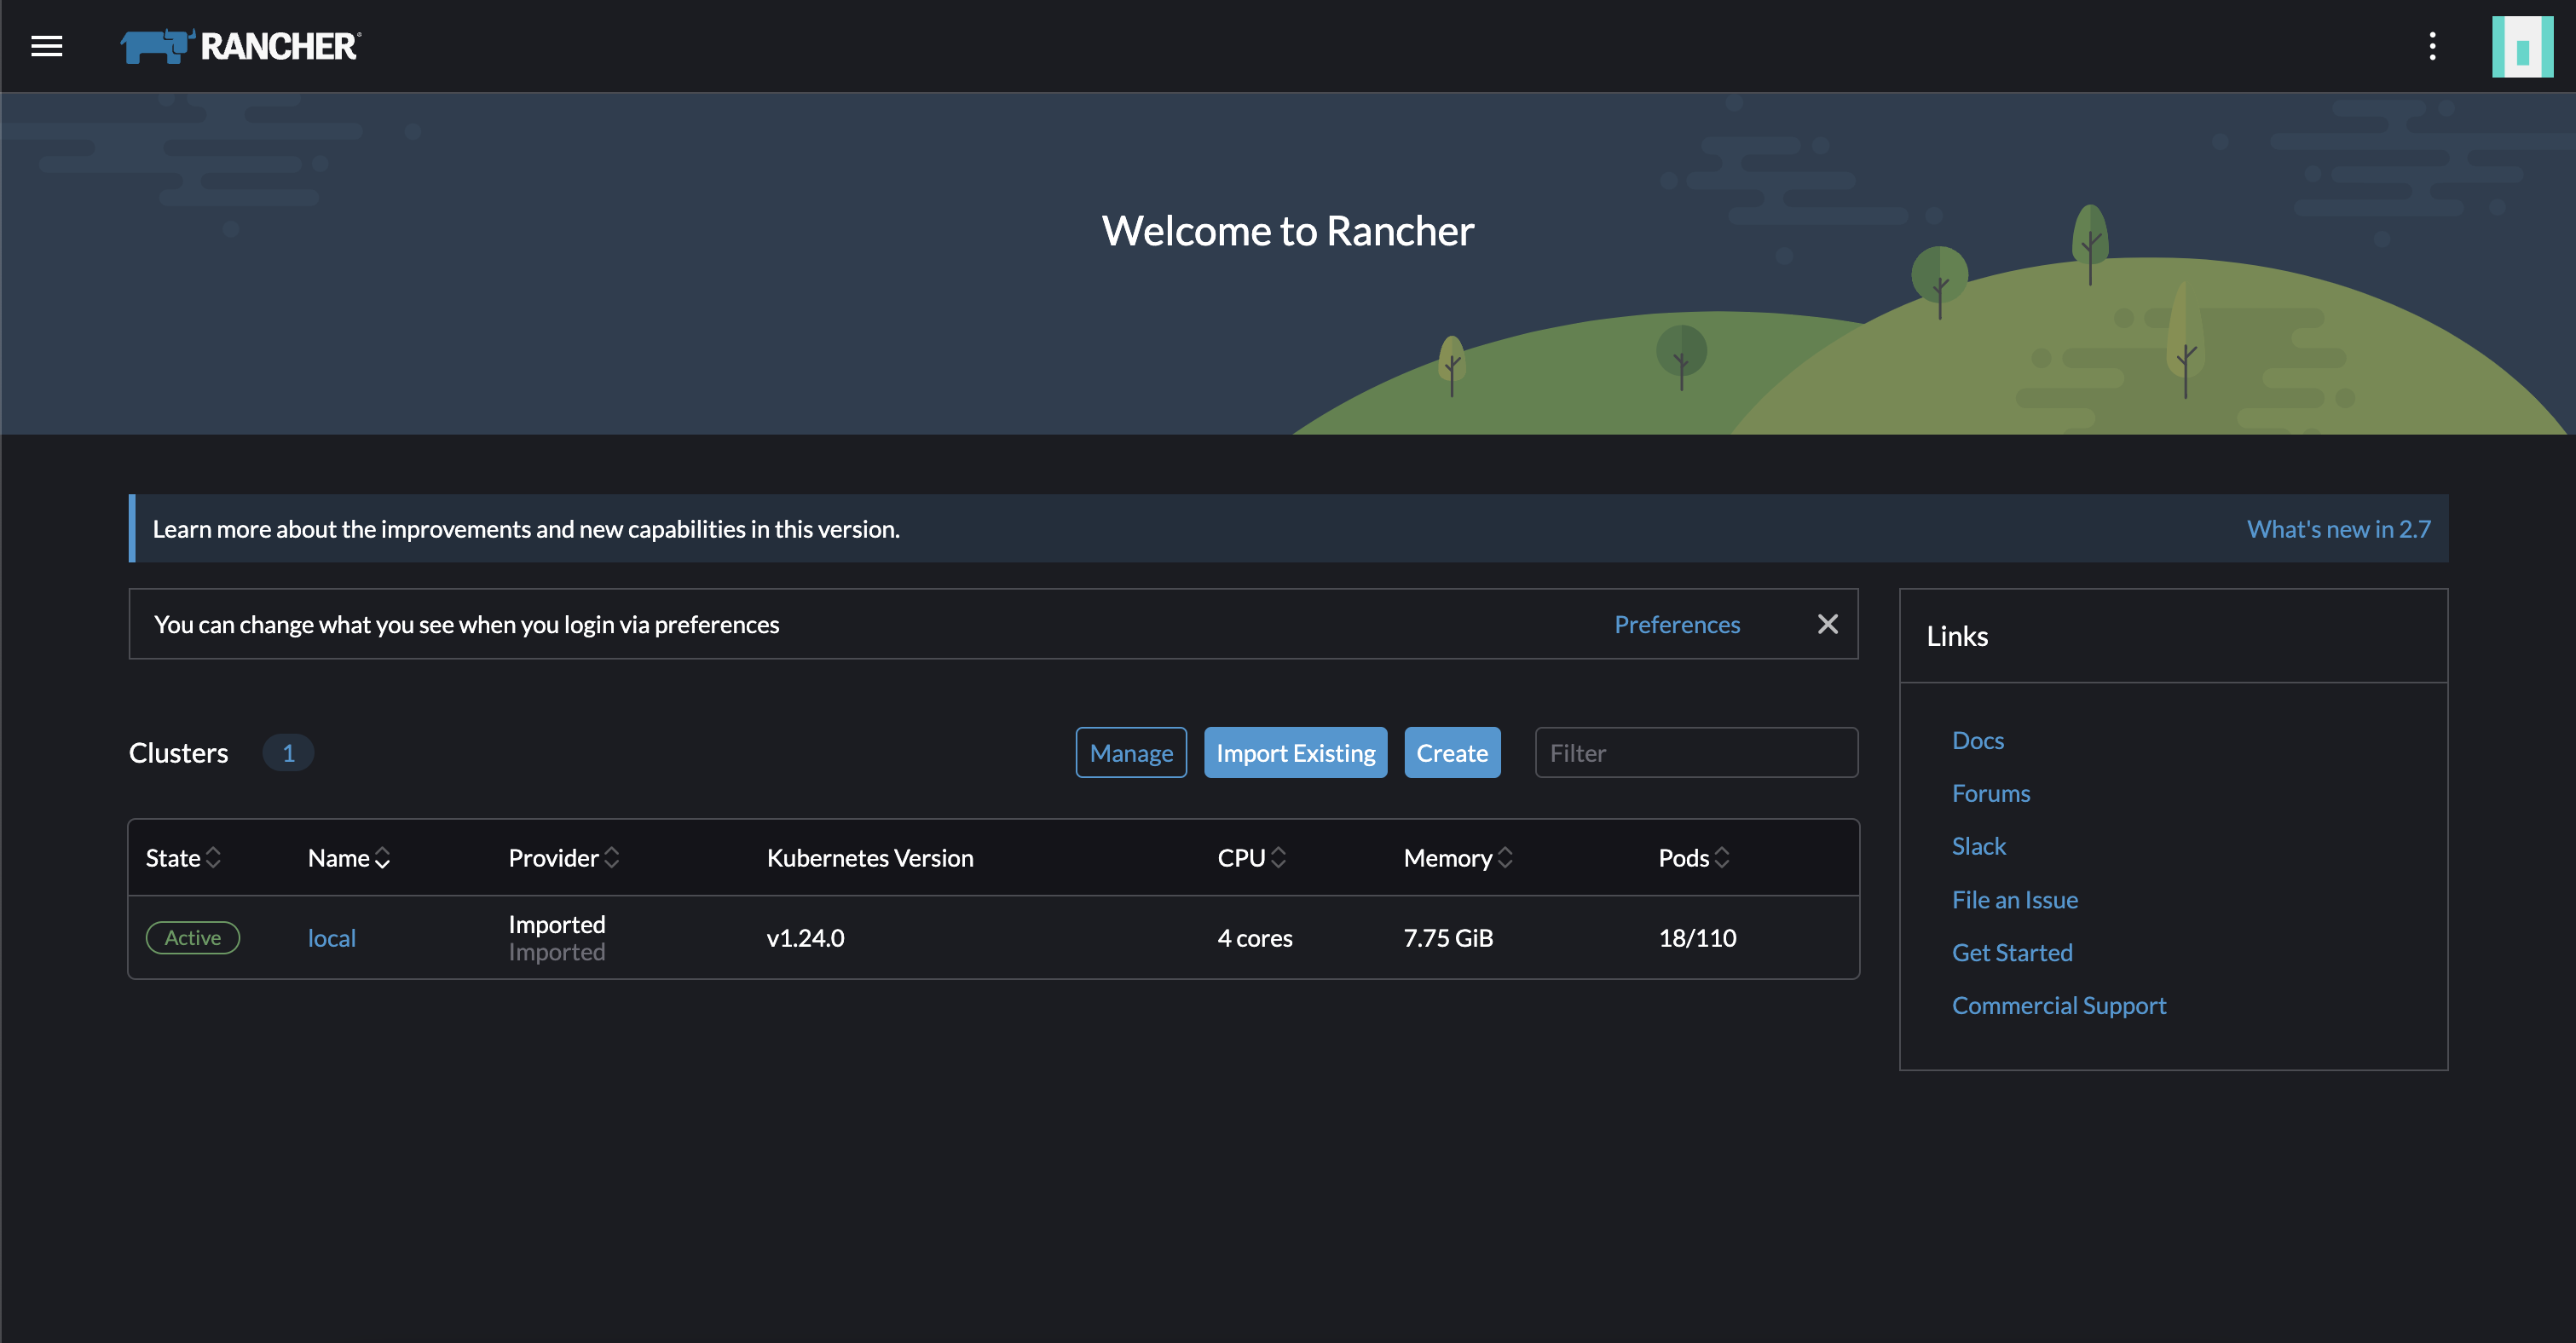 RANCHER
Welcome to Rancher
Learn more about the improvements and new capabilities in this version.
What's new in 2.7
You can change what you see when you login via preferences
Preferences
Clusters 1
Manage Import Existing Create Filter
State Name Provider Kubernetes Version CPU Memory Pods
Active local Imported v1.24.0 4 cores 7.75 GiB 18/110
Imported
Links
Docs
Forums
Slack
File an Issue
Get Started
Commercial Support